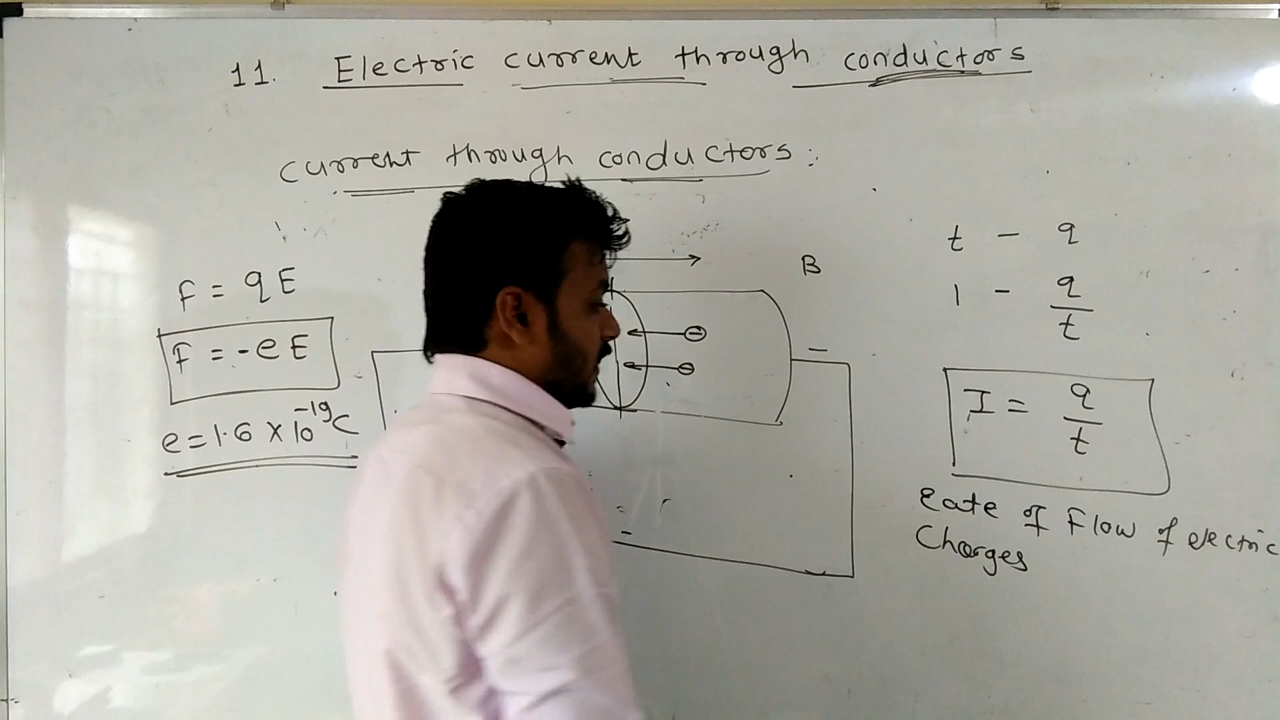 11. Electric current through conductors
current through conductors :
F = qE
F = -eE
e = 1.6 × 10⁻¹⁹C
B
−
t − q
1 − q/t
I = q/t
Rate of Flow of electric
Charges